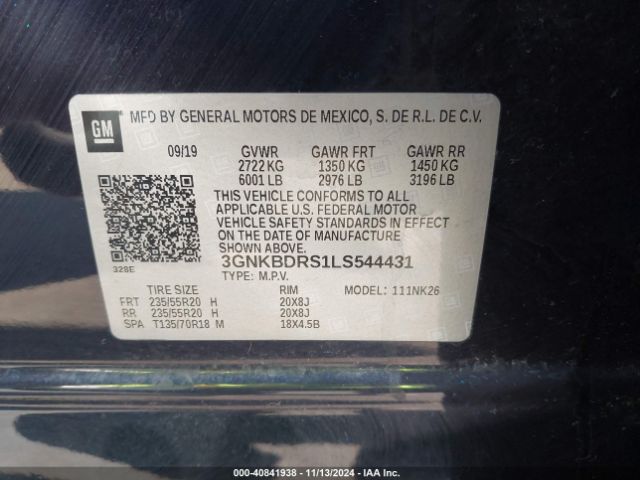 GM
MFD BY GENERAL MOTORS DE MEXICO, S. DE R.L. DE C.V.
09/19 GVWR GAWR FRT GAWR RR
2722 KG 1350 KG 1450 KG
6001 LB 2976 LB 3196 LB
THIS VEHICLE CONFORMS TO ALL
APPLICABLE U.S. FEDERAL MOTOR
VEHICLE SAFETY STANDARDS IN EFFECT
ON THE DATE OF MANUFACTURE
SHOWN ABOVE.
328E 3GNKBDRS1LS544431
TYPE: M.P.V.
TIRE SIZE RIM MODEL: 111NK26
FRT 235/55R20 H 20X8J
RR 235/55R20 H 20X8J
SPA T135/70R18 M 18X4.5B
000-40841938 - 11/13/2024 - IAA Inc.